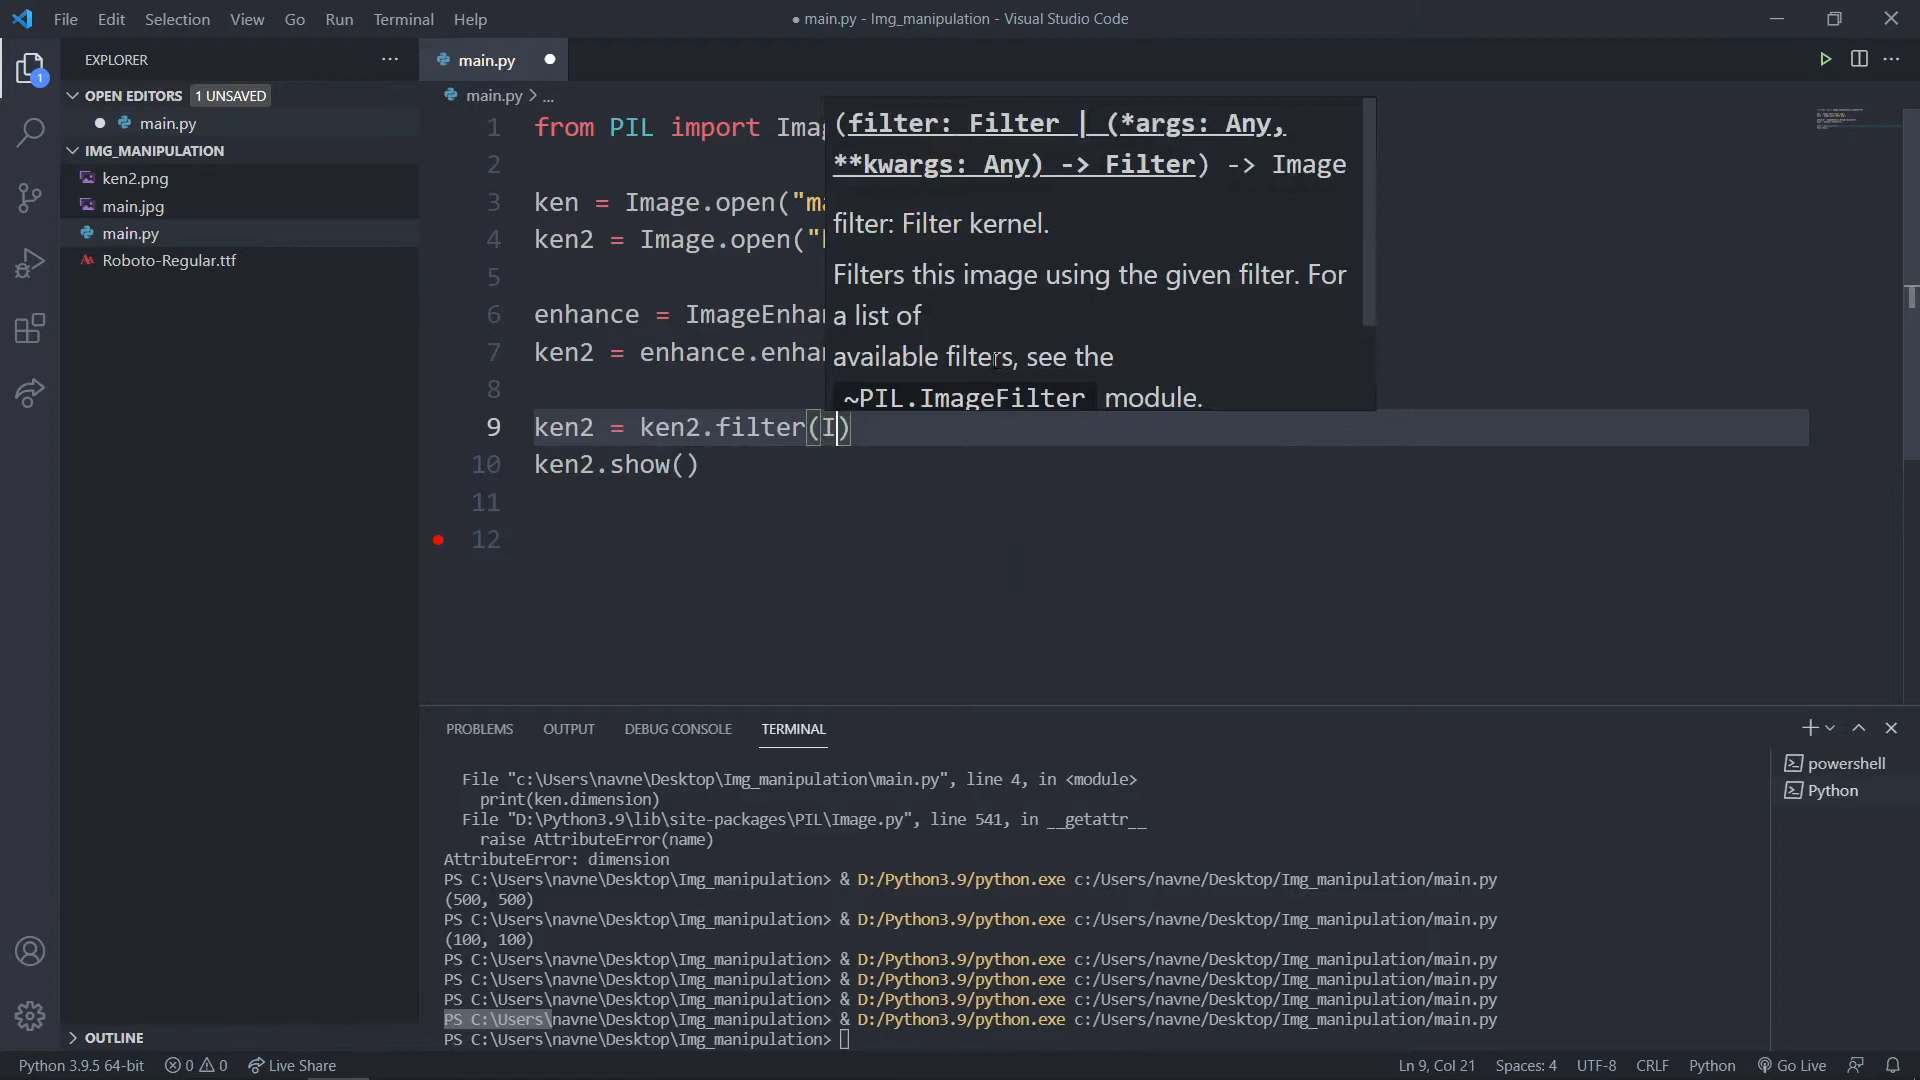 File Edit Selection View Go Run Terminal Help
● main.py - Img_manipulation - Visual Studio Code
EXPLORER
OPEN EDITORS 1 UNSAVED
main.py
IMG_MANIPULATION
ken2.png
main.jpg
main.py
Roboto-Regular.ttf
OUTLINE
1
main.py
main.py > ...
1 from PIL import Imag
2
3 ken = Image.open("ma
4 ken2 = Image.open("
5
6 enhance = ImageEnhan
7 ken2 = enhance.enhan
8
9 ken2 = ken2.filter(I)
10 ken2.show()
11
12
(filter: Filter | (*args: Any,
**kwargs: Any) -> Filter) -> Image
filter: Filter kernel.
Filters this image using the given filter. For
a list of
available filters, see the
~PIL.ImageFilter module.
PROBLEMS OUTPUT DEBUG CONSOLE TERMINAL
File "c:\Users\navne\Desktop\Img_manipulation\main.py", line 4, in <module>
print(ken.dimension)
File "D:\Python3.9\lib\site-packages\PIL\Image.py", line 541, in __getattr__
raise AttributeError(name)
AttributeError: dimension
PS C:\Users\navne\Desktop\Img_manipulation> & D:/Python3.9/python.exe c:/Users/navne/Desktop/Img_manipulation/main.py
(500, 500)
PS C:\Users\navne\Desktop\Img_manipulation> & D:/Python3.9/python.exe c:/Users/navne/Desktop/Img_manipulation/main.py
(100, 100)
PS C:\Users\navne\Desktop\Img_manipulation> & D:/Python3.9/python.exe c:/Users/navne/Desktop/Img_manipulation/main.py
PS C:\Users\navne\Desktop\Img_manipulation> & D:/Python3.9/python.exe c:/Users/navne/Desktop/Img_manipulation/main.py
PS C:\Users\navne\Desktop\Img_manipulation> & D:/Python3.9/python.exe c:/Users/navne/Desktop/Img_manipulation/main.py
PS C:\Users\navne\Desktop\Img_manipulation> & D:/Python3.9/python.exe c:/Users/navne/Desktop/Img_manipulation/main.py
PS C:\Users\navne\Desktop\Img_manipulation>
powershell
Python
Python 3.9.5 64-bit 0 0 Live Share
Ln 9, Col 21 Spaces: 4 UTF-8 CRLF Python Go Live